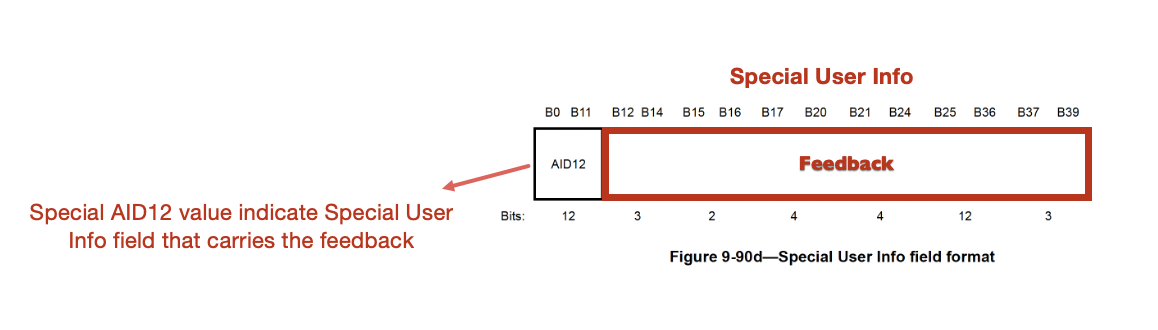 Special User Info
B0 B11 B12 B14 B15 B16 B17 B20 B21 B24 B25 B36 B37 B39
AID12 Feedback
Special AID12 value indicate Special User
Info field that carries the feedback
Bits: 12 3 2 4 4 12 3
Figure 9-90d—Special User Info field format